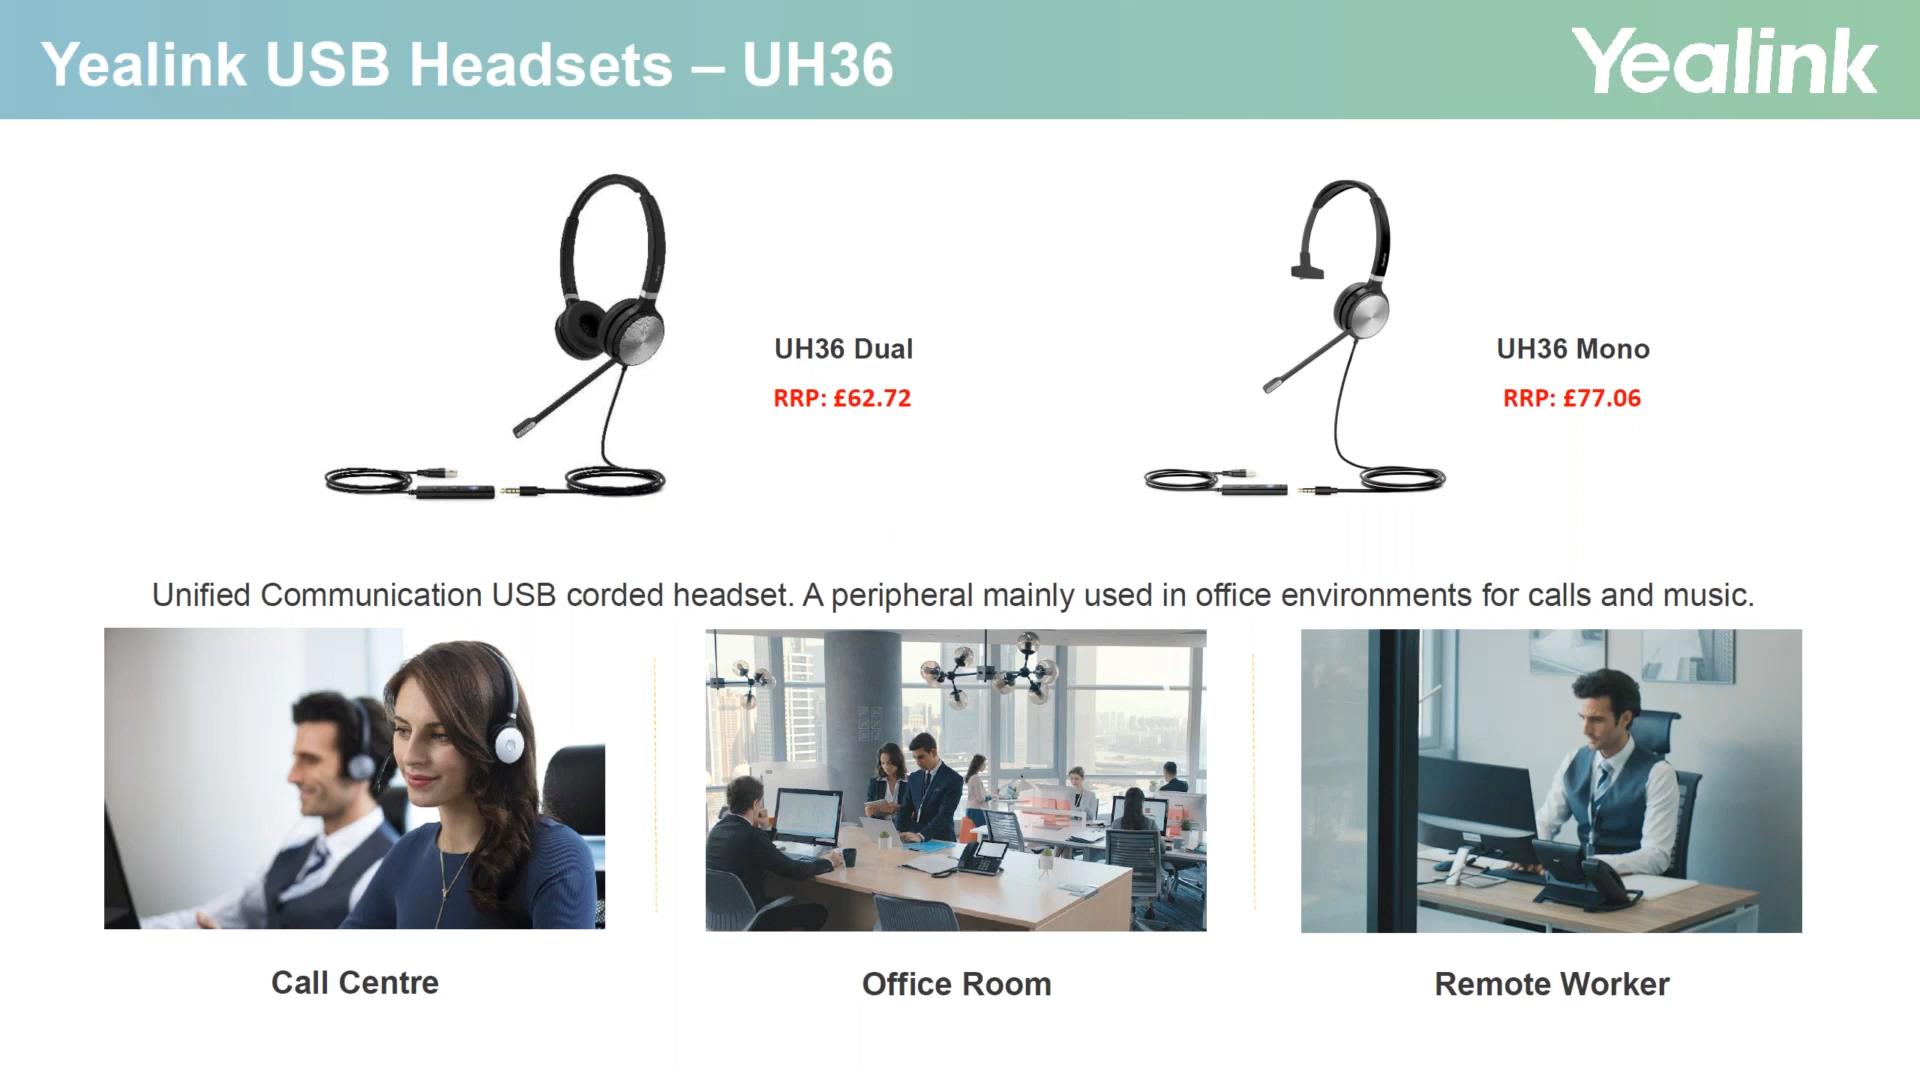 Yealink USB Headsets – UH36
Yealink
UH36 Dual
RRP: £62.72
UH36 Mono
RRP: £77.06
Unified Communication USB corded headset. A peripheral mainly used in office environments for calls and music.
Call Centre
Office Room
Remote Worker